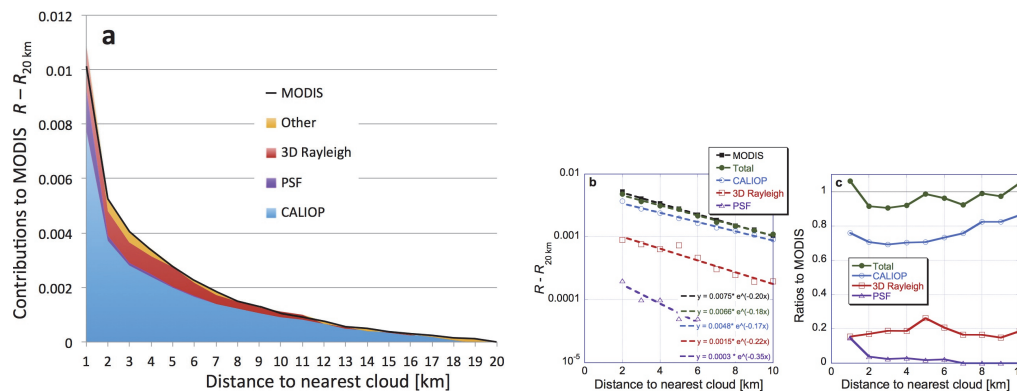 0.012
a
0.01
0.008
0.006
0.004
0.002
0
Contributions to MODIS R – R20 km
MODIS
Other
3D Rayleigh
PSF
CALIOP
1 2 3 4 5 6 7 8 9 10 11 12 13 14 15 16 17 18 19 20
Distance to nearest cloud [km]
b
0.01
0.001
0.0001
10-5
R - R20 km
MODIS
Total
CALIOP
3D Rayleigh
PSF
y = 0.0075* e^(-0.20x)
y = 0.0066* e^(-0.18x)
y = 0.0048* e^(-0.17x)
y = 0.0015* e^(-0.22x)
y = 0.0003 * e^(-0.35x)
0 2 4 6 8 10
Distance to nearest cloud [km]
c
1
0.8
0.6
0.4
0.2
0
Ratios to MODIS
Total
CALIOP
3D Rayleigh
PSF
0 2 4 6 8
Distance to nearest cloud [km]